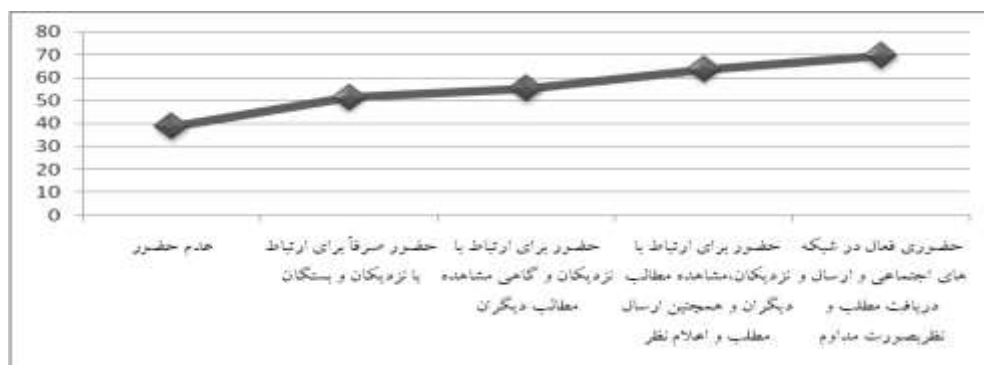 80
70
60
50
40
30
20
10
0
عدم حضور
حضور صرفاً برای ارتباط
با نزدیکان و بستگان
حضور برای ارتباط با
نزدیکان و گاهی مشاهده
مطالب دیگران
حضور برای ارتباط با
نزدیکان،مشاهده مطالب
دیگران و همچنین ارسال
مطلب و اعلام نظر
حضوری فعال در شبکه
های اجتماعی و ارسال و
دریافت مطلب و
نظربصورت مداوم